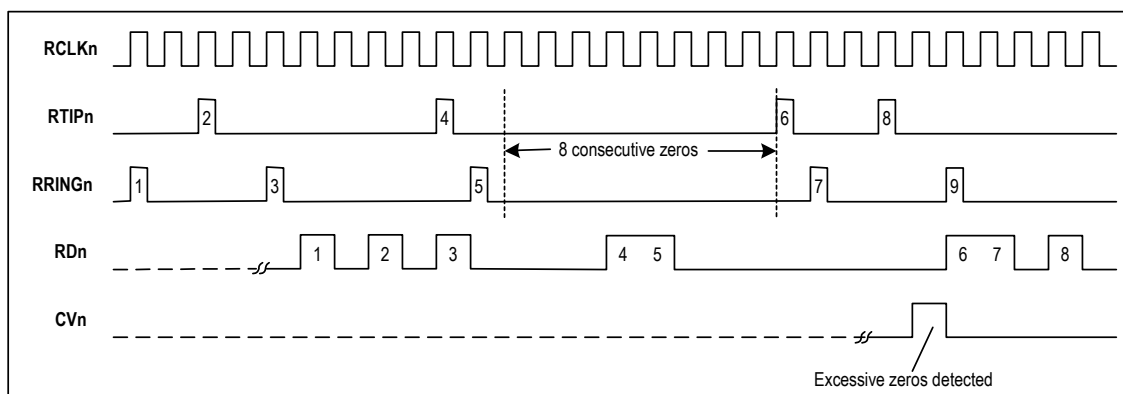 RCLKn
RTIPn
2
4
6
8
8 consecutive zeros
RRINGn
1
3
5
7
9
RDn
1
2
3
4 5
6 7
8
CVn
Excessive zeros detected